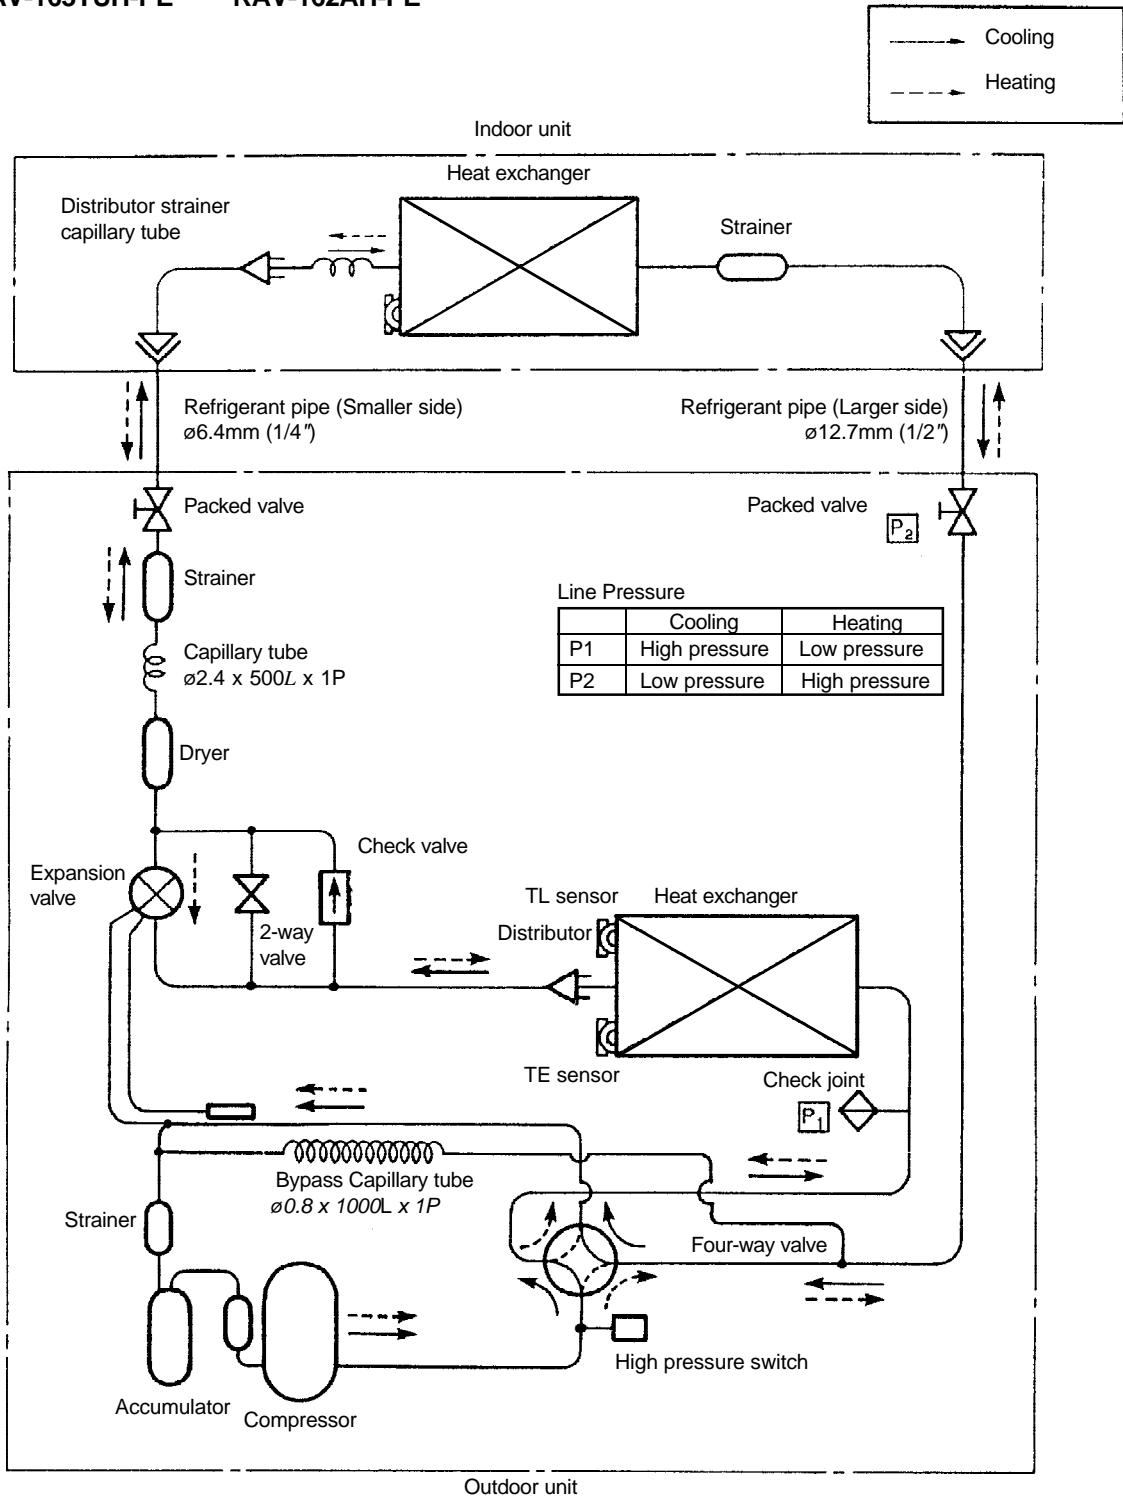 Cooling
Heating
Indoor unit
Heat exchanger
Distributor strainer
capillary tube
Strainer
Refrigerant pipe (Smaller side)
ø6.4mm (1/4")
Refrigerant pipe (Larger side)
ø12.7mm (1/2")
Packed valve
Packed valve
P2
Strainer
Line Pressure
Cooling Heating
P1 High pressure Low pressure
P2 Low pressure High pressure
Capillary tube
ø2.4 x 500L x 1P
Dryer
Check valve
Expansion
valve
2-way
valve
TL sensor
Heat exchanger
Distributor
TE sensor
Check joint
P1
Bypass Capillary tube
ø0.8 x 1000L x 1P
Strainer
Four-way valve
High pressure switch
Accumulator
Compressor
Outdoor unit